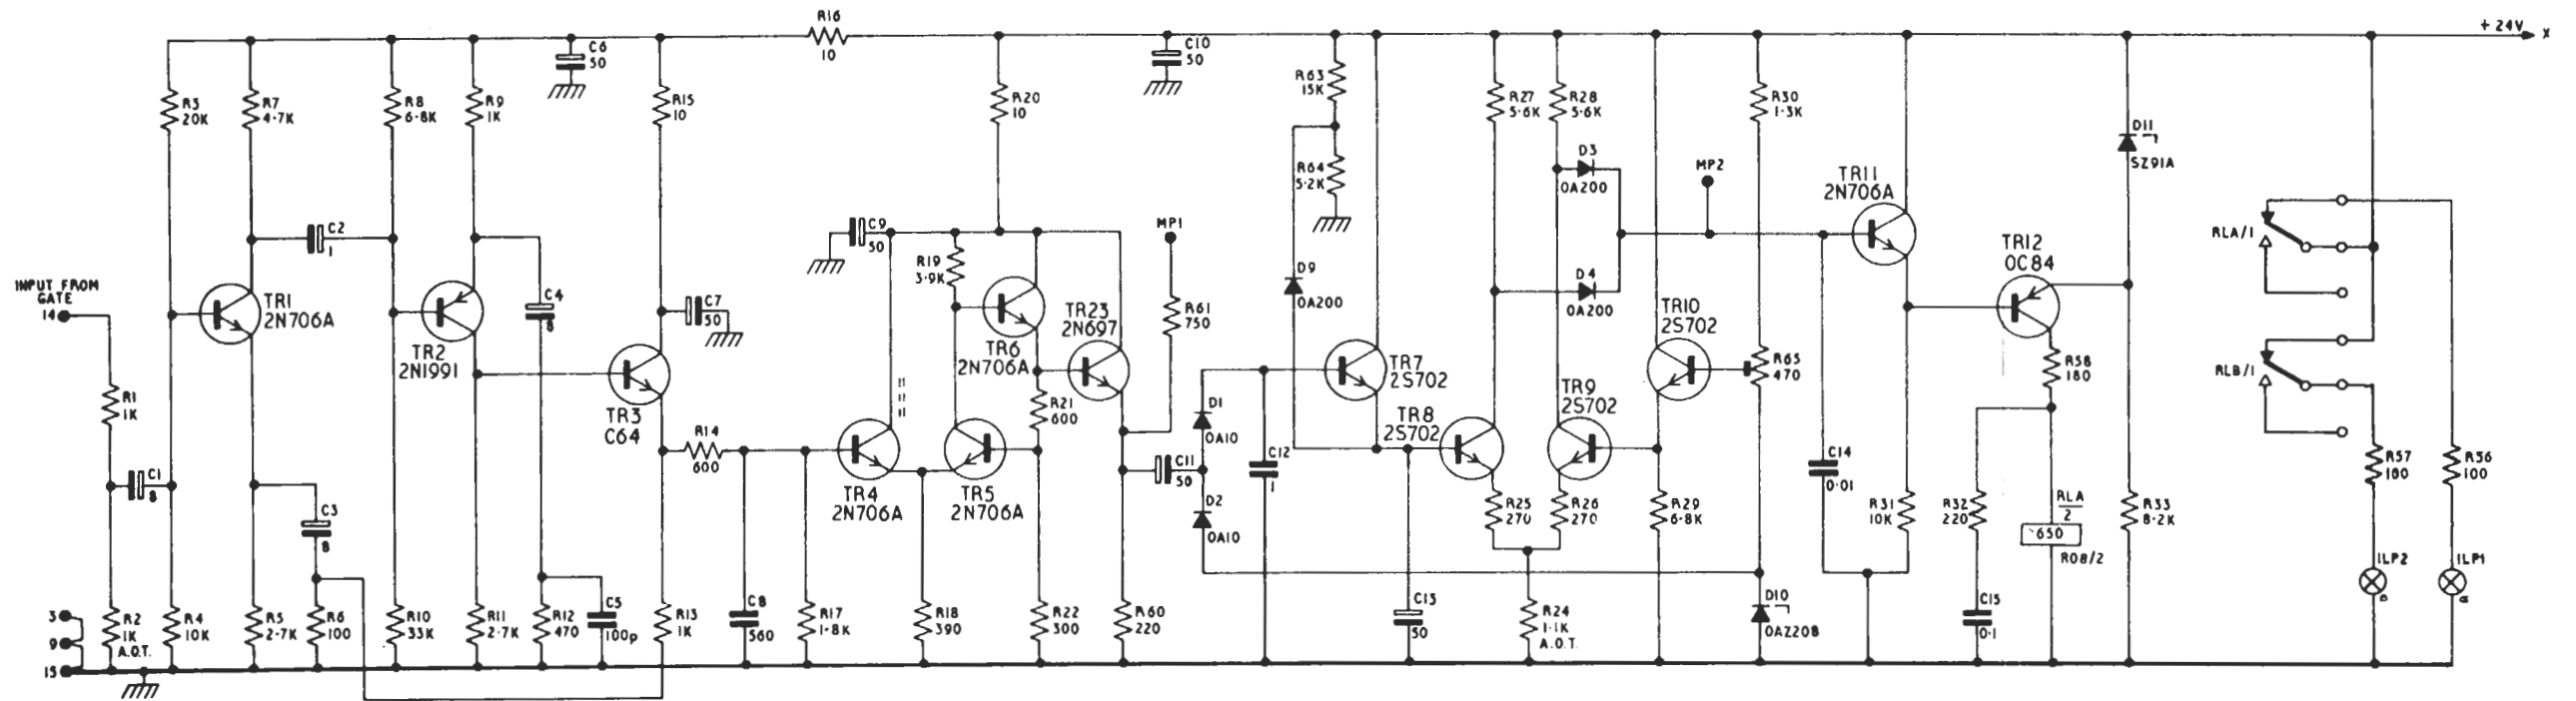 R16
10
+ 24V
X
C6
50
C10
50
R3
20K
R7
4·7K
R8
6·8K
R9
1K
R15
10
R20
10
R63
15K
R27
5·6K
R28
5·6K
R30
1·3K
D11
SZ91A
R64
5·2K
D3
OA200
MP2
TR11
2N706A
C2
1
C9
50
MP1
R19
3·9K
D9
OA200
D4
OA200
RLA/1
TR12
OC84
INPUT FROM
GATE
14
TR1
2N706A
C4
8
C7
50
TR23
2N697
R61
750
TR10
2S702
TR2
2N1991
TR6
2N706A
TR7
2S702
R65
470
R58
180
RLB/1
R1
1K
TR3
C64
R21
600
D1
OA10
TR8
2S702
TR9
2S702
R14
600
C1
8
TR4
2N706A
TR5
2N706A
C11
50
C12
1
C14
0·01
R57
100
R56
100
C3
8
D2
OA10
R25
270
R26
270
R29
6·8K
R31
10K
R32
220
RLA
2
650
R08/2
R33
8·2K
3
9
15
R2
1K
A.O.T.
R4
10K
R5
2·7K
R6
100
R10
33K
R11
2·7K
R12
470
C5
100p
R13
1K
C8
560
R17
1·8K
R18
390
R22
300
R60
220
C13
50
R24
1·1K
A.O.T.
D10
OAZ208
C15
0·1
ILP2
ILP1